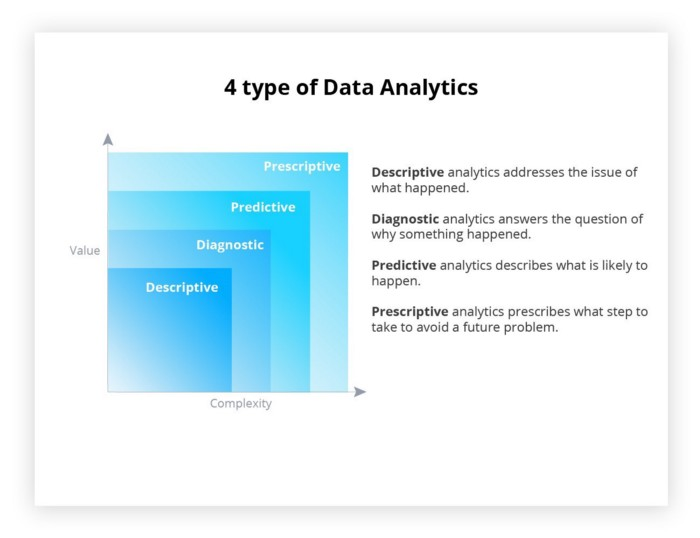 4 type of Data Analytics
Prescriptive
Predictive
Diagnostic
Descriptive
Value
Complexity
Descriptive analytics addresses the issue of
what happened.
Diagnostic analytics answers the question of
why something happened.
Predictive analytics describes what is likely to
happen.
Prescriptive analytics prescribes what step to
take to avoid a future problem.